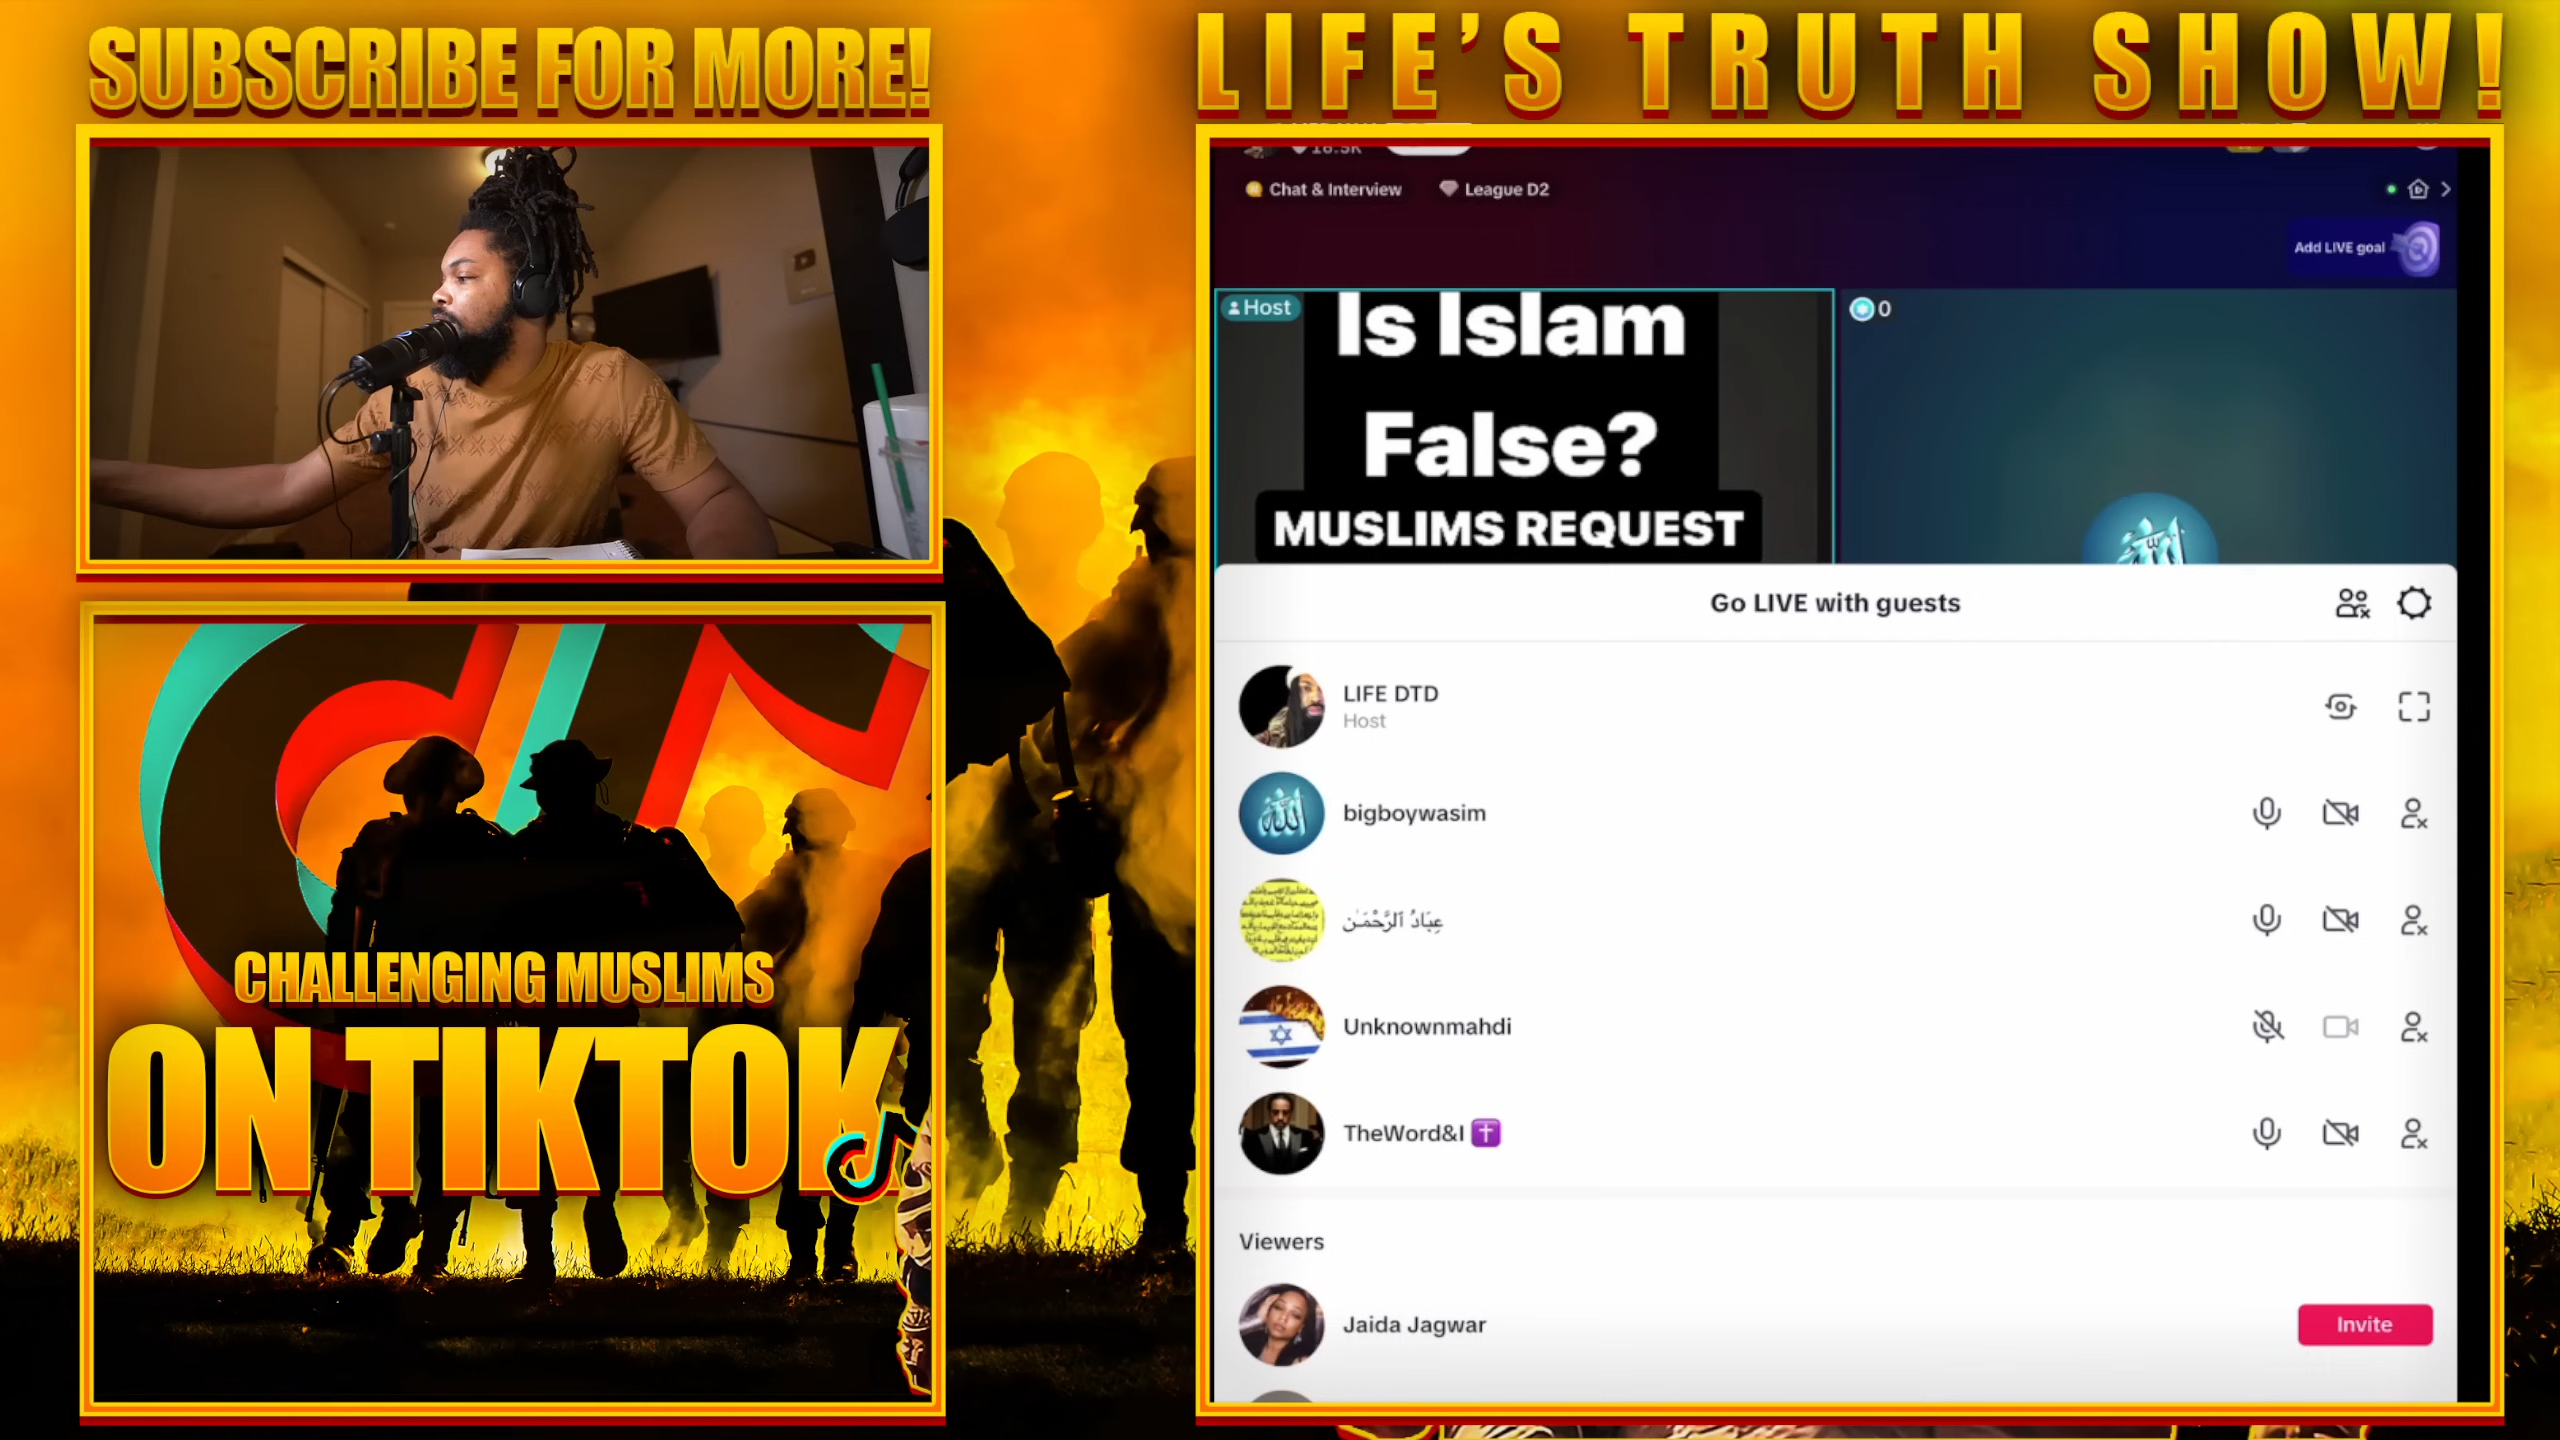 SUBSCRIBE FOR MORE!
LIFE'S TRUTH SHOW!
CHALLENGING MUSLIMS
ON TIKTOK
Chat & Interview
League D2
Add LIVE goal
Host
Is Islam
False?
MUSLIMS REQUEST
0
الله
Go LIVE with guests
LIFE DTD
Host
bigboywasim
عِبَادُ ٱلرَّحْمَـٰن
Unknownmahdi
TheWord&I
Viewers
Jaida Jagwar
Invite